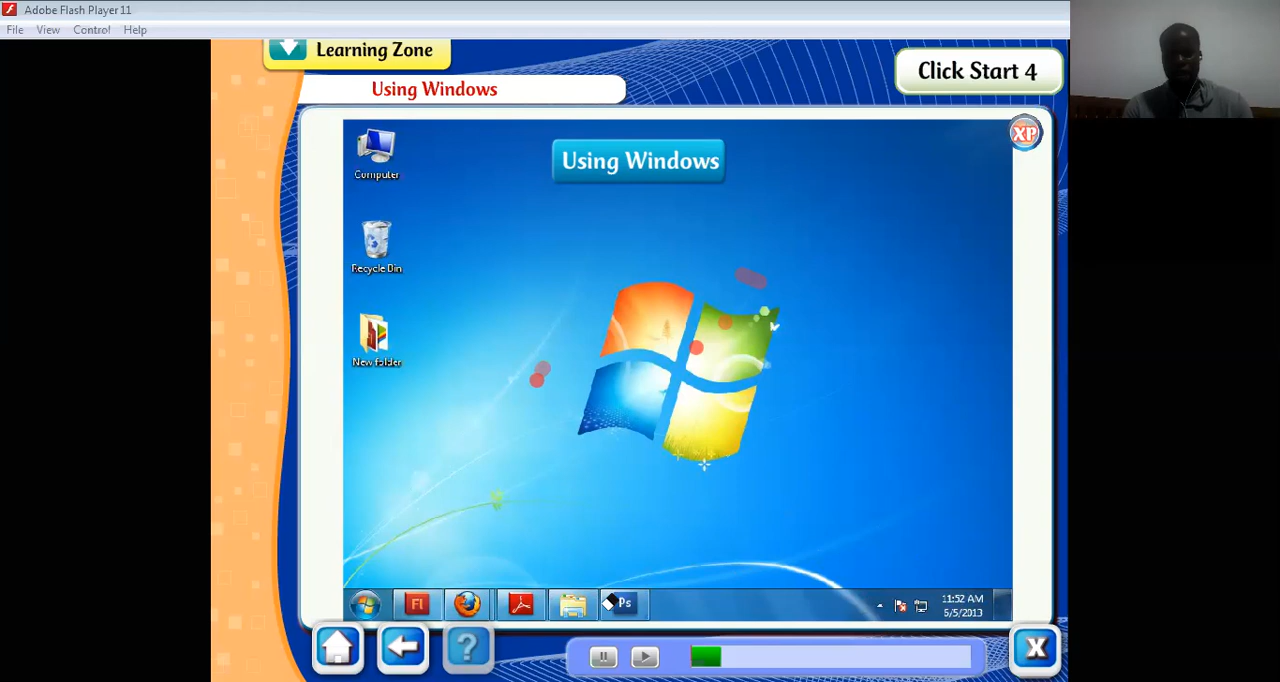 Adobe Flash Player 11
File View Control Help
Learning Zone
Using Windows
Click Start 4
XP
Using Windows
Computer
Recycle Bin
New folder
Fl
Ps
11:52 AM
5/5/2013
?
X